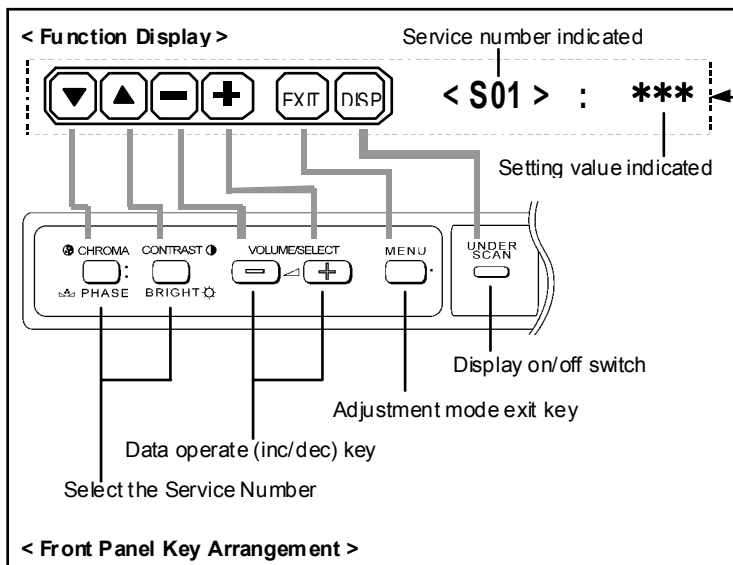 < Function Display >
Service number indicated
▼ ▲ − + EXIT DISP < S01 > : ***
Setting value indicated
CHROMA CONTRAST VOLUME/SELECT MENU UNDER
SCAN
− +
PHASE BRIGHT
Display on/off switch
Adjustment mode exit key
Data operate (inc/dec) key
Select the Service Number
< Front Panel Key Arrangement >